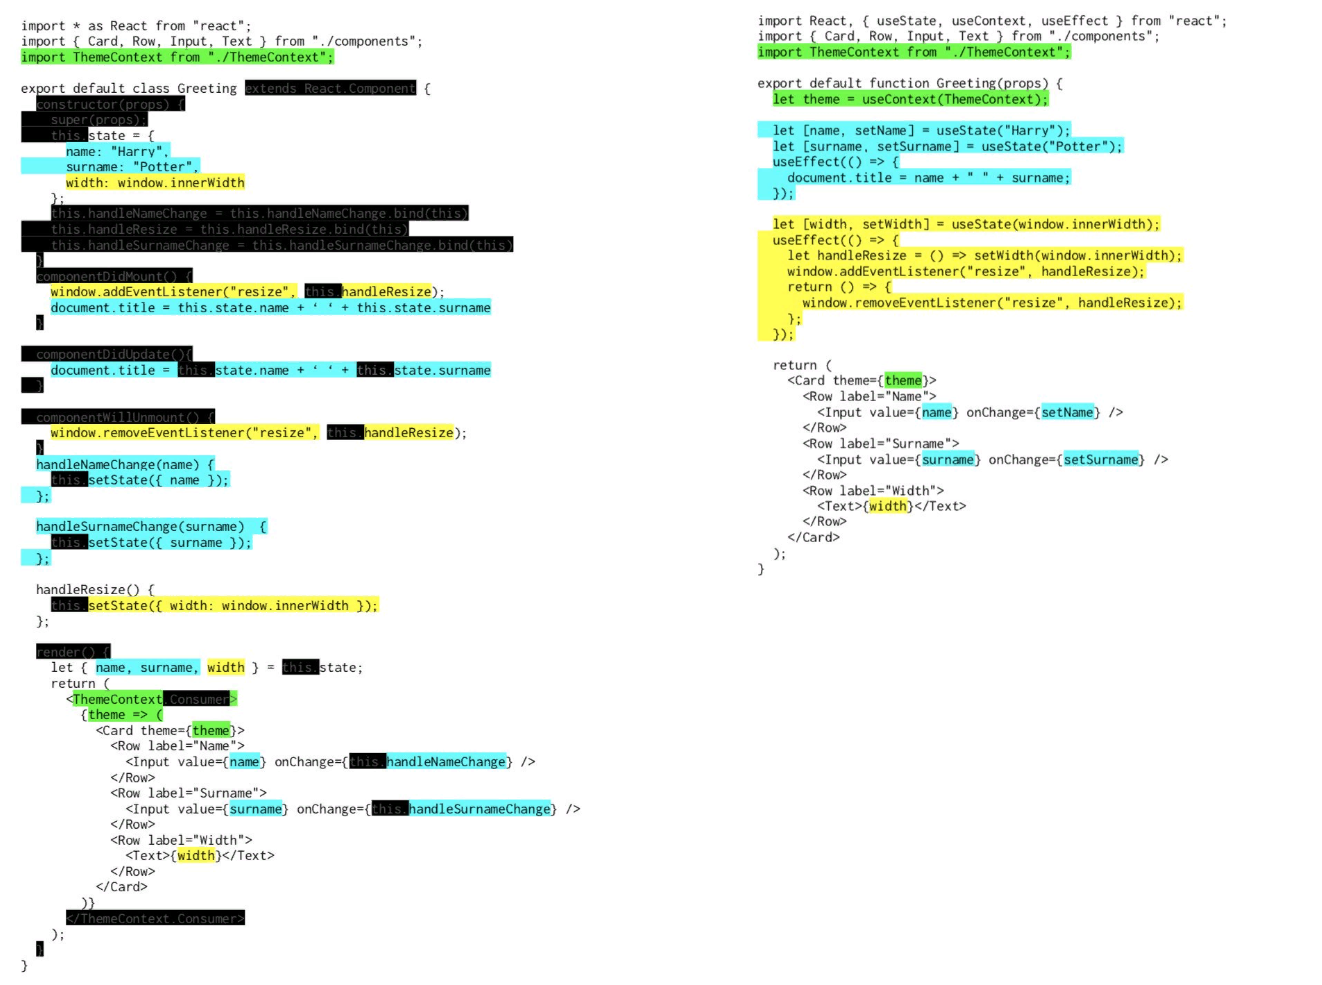 import * as React from "react";
import { Card, Row, Input, Text } from "./components";
import ThemeContext from "./ThemeContext";

export default class Greeting extends React.Component {
  constructor(props) {
    super(props);
    this.state = {
      name: "Harry",
      surname: "Potter",
      width: window.innerWidth
    };
    this.handleNameChange = this.handleNameChange.bind(this)
    this.handleResize = this.handleResize.bind(this)
    this.handleSurnameChange = this.handleSurnameChange.bind(this)
  }
  componentDidMount() {
    window.addEventListener("resize", this.handleResize);
    document.title = this.state.name + ‘ ‘ + this.state.surname
  }

  componentDidUpdate(){
    document.title = this.state.name + ‘ ‘ + this.state.surname
  }

  componentWillUnmount() {
    window.removeEventListener("resize", this.handleResize);
  }
  handleNameChange(name) {
    this.setState({ name });
  };

  handleSurnameChange(surname)  {
    this.setState({ surname });
  };

  handleResize() {
    this.setState({ width: window.innerWidth });
  };

  render() {
    let { name, surname, width } = this.state;
    return (
      <ThemeContext.Consumer>
        {theme => (
          <Card theme={theme}>
            <Row label="Name">
              <Input value={name} onChange={this.handleNameChange} />
            </Row>
            <Row label="Surname">
              <Input value={surname} onChange={this.handleSurnameChange} />
            </Row>
            <Row label="Width">
              <Text>{width}</Text>
            </Row>
          </Card>
        )}
      </ThemeContext.Consumer>
    );
  }
}
import React, { useState, useContext, useEffect } from "react";
import { Card, Row, Input, Text } from "./components";
import ThemeContext from "./ThemeContext";

export default function Greeting(props) {
  let theme = useContext(ThemeContext);

  let [name, setName] = useState("Harry");
  let [surname, setSurname] = useState("Potter");
  useEffect(() => {
    document.title = name + " " + surname;
  });

  let [width, setWidth] = useState(window.innerWidth);
  useEffect(() => {
    let handleResize = () => setWidth(window.innerWidth);
    window.addEventListener("resize", handleResize);
    return () => {
      window.removeEventListener("resize", handleResize);
    };
  });

  return (
    <Card theme={theme}>
      <Row label="Name">
        <Input value={name} onChange={setName} />
      </Row>
      <Row label="Surname">
        <Input value={surname} onChange={setSurname} />
      </Row>
      <Row label="Width">
        <Text>{width}</Text>
      </Row>
    </Card>
  );
}